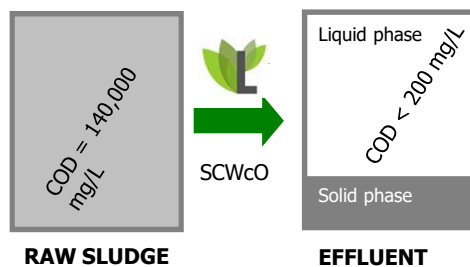 COD = 140,000
mg/L
RAW SLUDGE
L
SCWcO
Liquid phase
COD < 200 mg/L
Solid phase
EFFLUENT